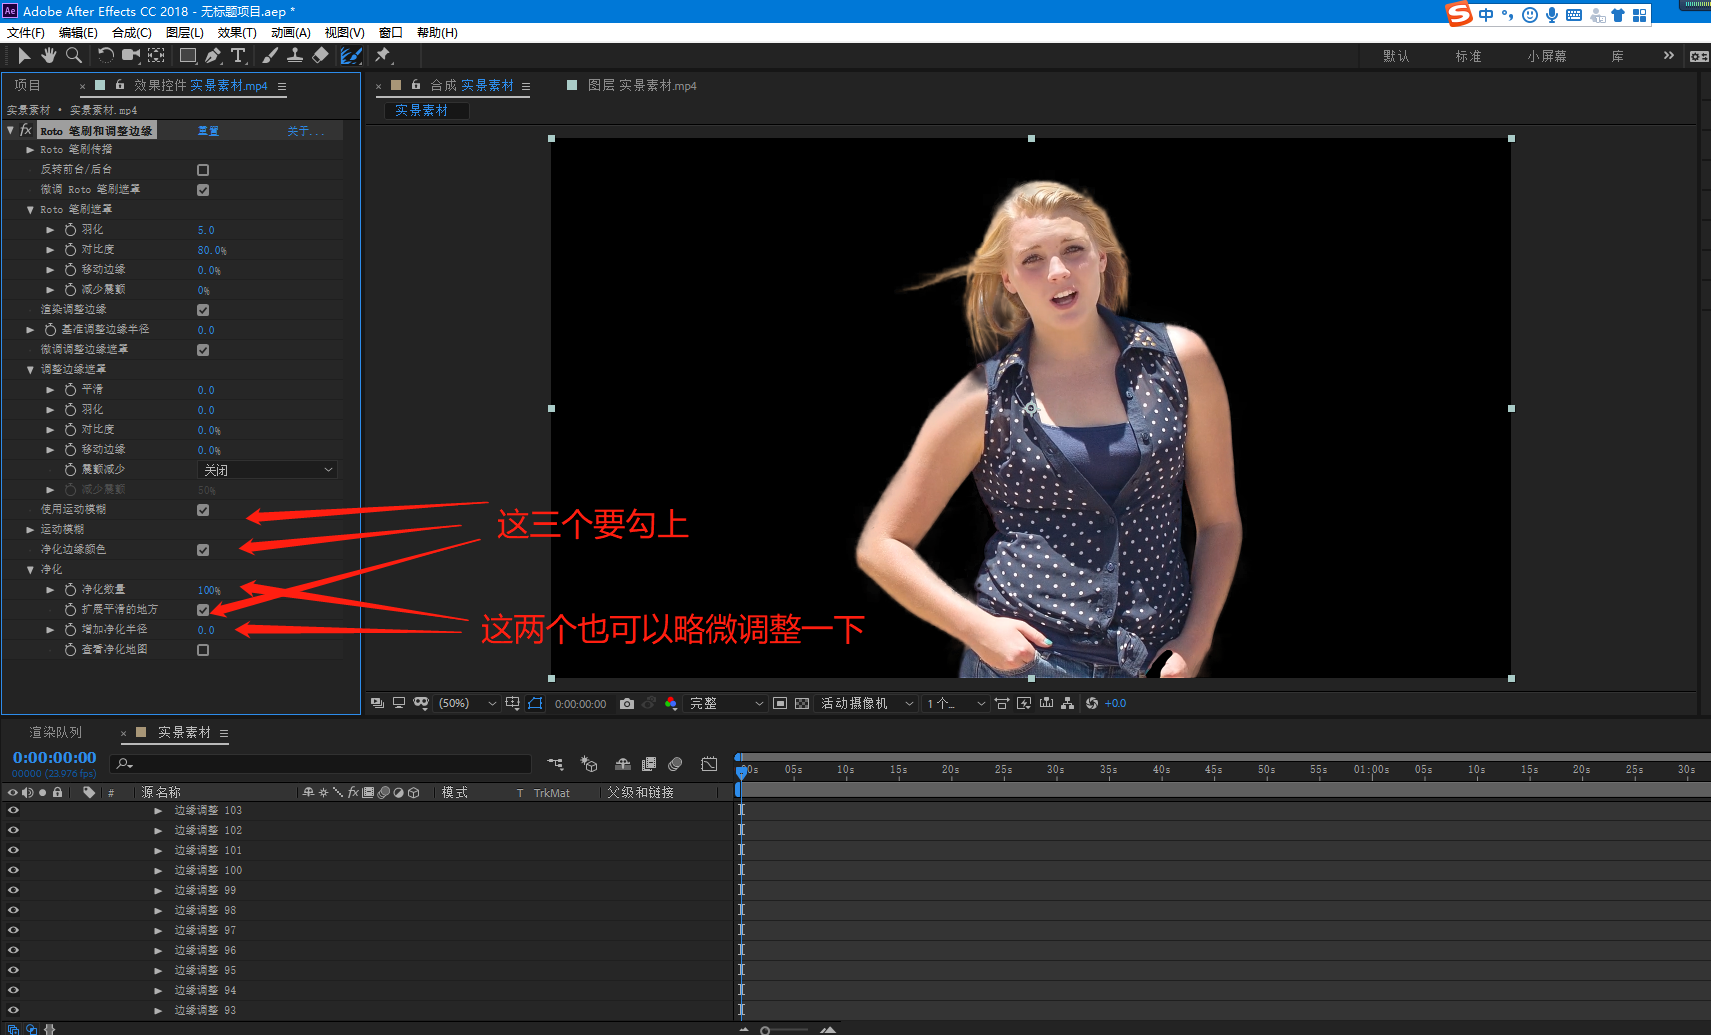 Ae Adobe After Effects CC 2018 - 无标题项目.aep *
中
文件(F) 编辑(E) 合成(C) 图层(L) 效果(T) 动画(A) 视图(V) 窗口 帮助(H)
默认 标准 小屏幕 库 »
项目 × 效果控件 实景素材.mp4 × 合成 实景素材 图层 实景素材.mp4
实景素材 • 实景素材.mp4
实景素材
fx Roto 笔刷和调整边缘 重置 关于...
Roto 笔刷传播
反转前台/后台
微调 Roto 笔刷遮罩
Roto 笔刷遮罩
羽化 5.0
对比度 80.0%
移动边缘 0.0%
减少震颤 0%
渲染调整边缘
基准调整边缘半径 0.0
微调调整边缘遮罩
调整边缘遮罩
平滑 0.0
羽化 0.0
对比度 0.0%
移动边缘 0.0%
震颤减少 关闭
减少震颤 50%
使用运动模糊
运动模糊
净化边缘颜色
净化
净化数量 100%
扩展平滑的地方
增加净化半径 0.0
查看净化地图
这三个要勾上
这两个也可以略微调整一下
(50%) 0:00:00:00 完整 活动摄像机 1 个... +0.0
渲染队列 × 实景素材
0:00:00:00
00000 (23.976 fps)
00s 05s 10s 15s 20s 25s 30s 35s 40s 45s 50s 55s 01:00s 05s 10s 15s 20s 25s 30s
# 源名称 fx 模式 T TrkMat 父级和链接
边缘调整 103
边缘调整 102
边缘调整 101
边缘调整 100
边缘调整 99
边缘调整 98
边缘调整 97
边缘调整 96
边缘调整 95
边缘调整 94
边缘调整 93